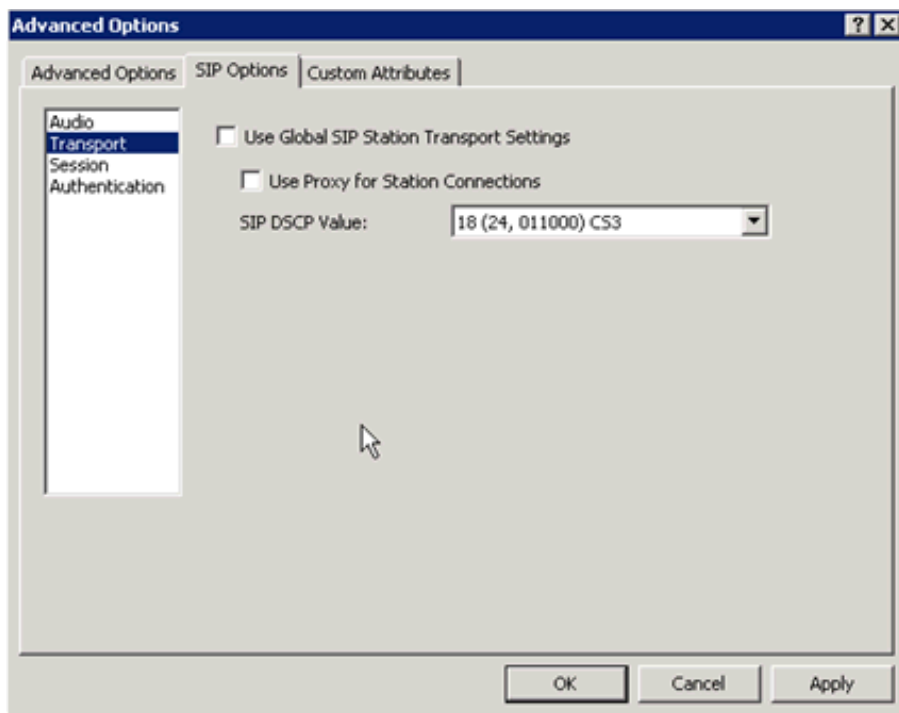 Advanced Options
Advanced Options SIP Options Custom Attributes
Audio
Transport
Session
Authentication
Use Global SIP Station Transport Settings
Use Proxy for Station Connections
SIP DSCP Value: 18 (24, 011000) CS3
OK Cancel Apply